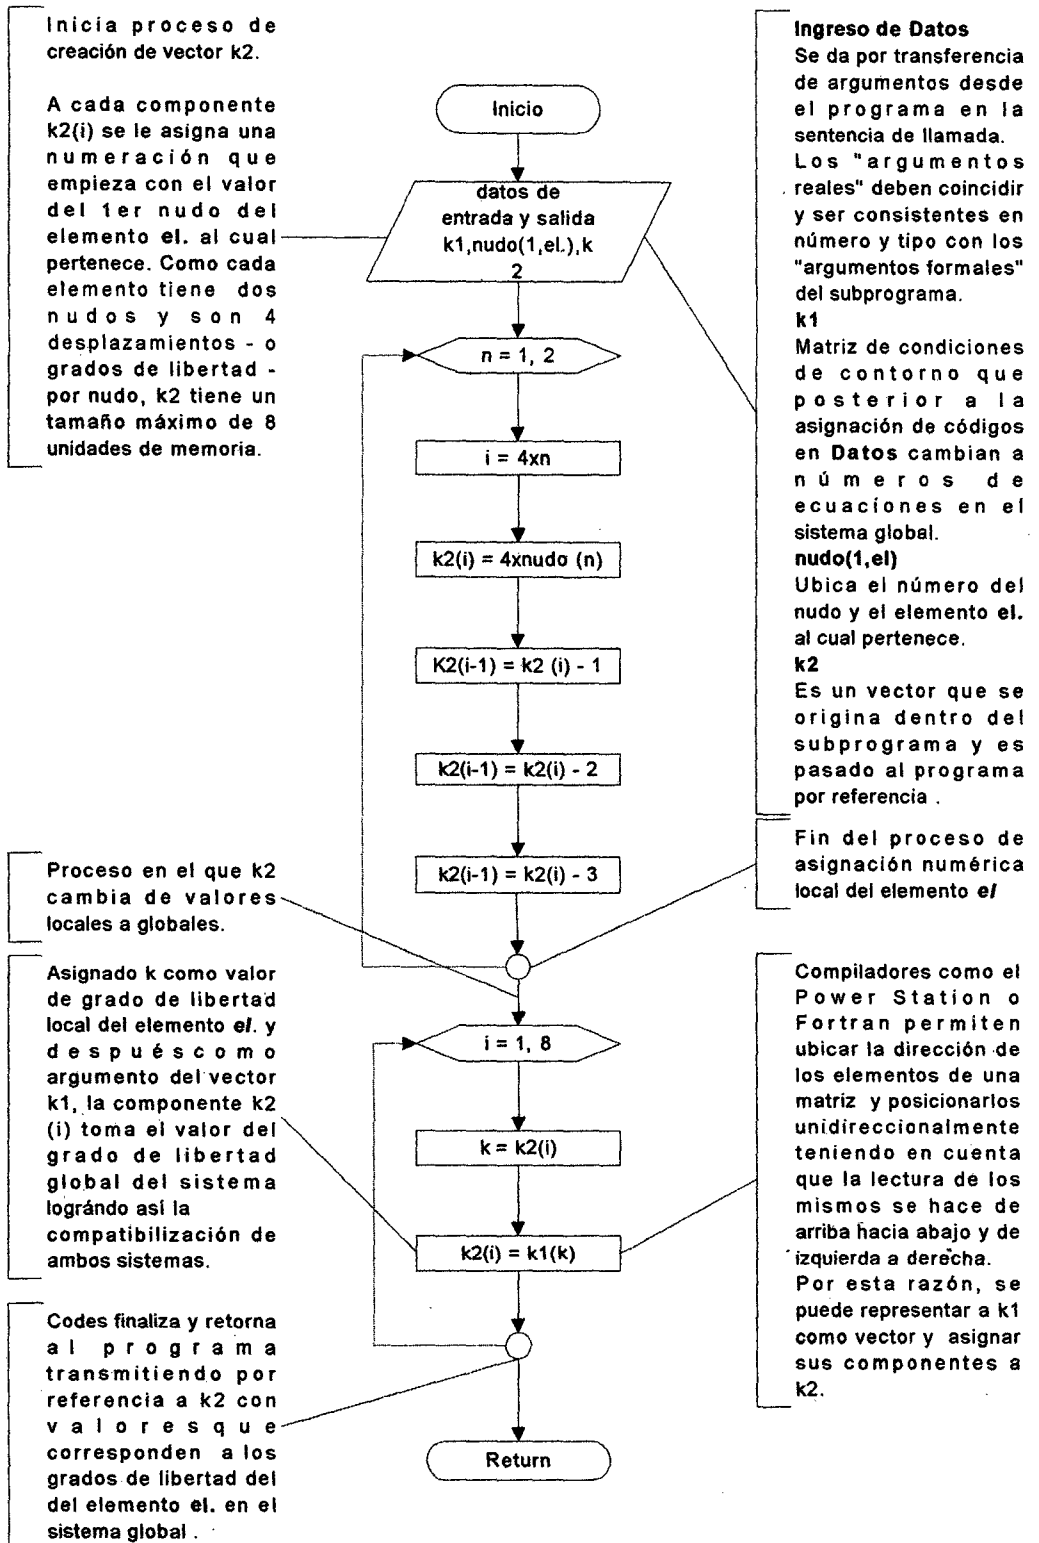 Inicia proceso de
creación de vector k2.
A cada componente
k2(i) se le asigna una
numeración que
empieza con el valor
del 1er nudo del
elemento el. al cual
pertenece. Como cada
elemento tiene dos
nudos y son 4
desplazamientos - o
grados de libertad -
por nudo, k2 tiene un
tamaño máximo de 8
unidades de memoria.
Inicio
datos de
entrada y salida
k1,nudo(1,el.),k
2
n = 1, 2
i = 4xn
k2(i) = 4xnudo (n)
K2(i-1) = k2 (i) - 1
k2(i-1) = k2(i) - 2
k2(i-1) = k2(i) - 3
Ingreso de Datos
Se da por transferencia
de argumentos desde
el programa en la
sentencia de llamada.
Los "argumentos
reales" deben coincidir
y ser consistentes en
número y tipo con los
"argumentos formales"
del subprograma.
k1
Matriz de condiciones
de contorno que
posterior a la
asignación de códigos
en Datos cambian a
números de
ecuaciones en el
sistema global.
nudo(1,el)
Ubica el número del
nudo y el elemento el.
al cual pertenece.
k2
Es un vector que se
origina dentro del
subprograma y es
pasado al programa
por referencia .
Fin del proceso de
asignación numérica
local del elemento el
Proceso en el que k2
cambia de valores
locales a globales.
Asignado k como valor
de grado de libertad
local del elemento el. y
despuéscomo
argumento del vector
k1, la componente k2
(i) toma el valor del
grado de libertad
global del sistema
lográndo así la
compatibilización de
ambos sistemas.
i = 1, 8
k = k2(i)
k2(i) = k1(k)
Compiladores como el
Power Station o
Fortran permiten
ubicar la dirección de
los elementos de una
matriz y posicionarlos
unidireccionalmente
teniendo en cuenta
que la lectura de los
mismos se hace de
arriba hacia abajo y de
izquierda a derecha.
Por esta razón, se
puede representar a k1
como vector y asignar
sus componentes a
k2.
Codes finaliza y retorna
al programa
transmitiendo por
referencia a k2 con
valoresque
corresponden a los
grados de libertad del
del elemento el. en el
sistema global .
Return